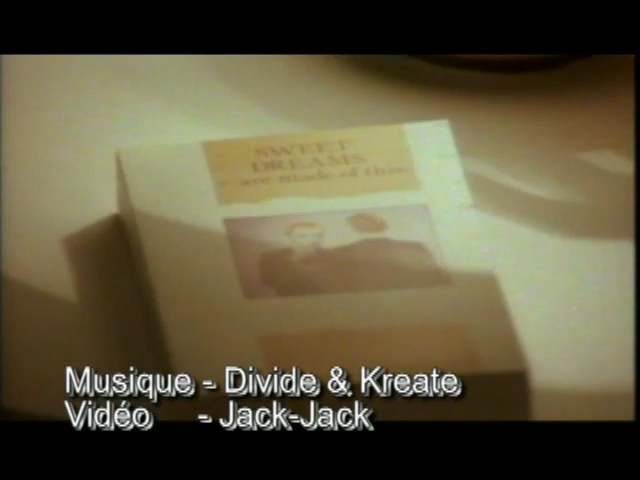 SWEET
DREAMS
are made of this
Musique - Divide & Kreate
Vidéo - Jack-Jack